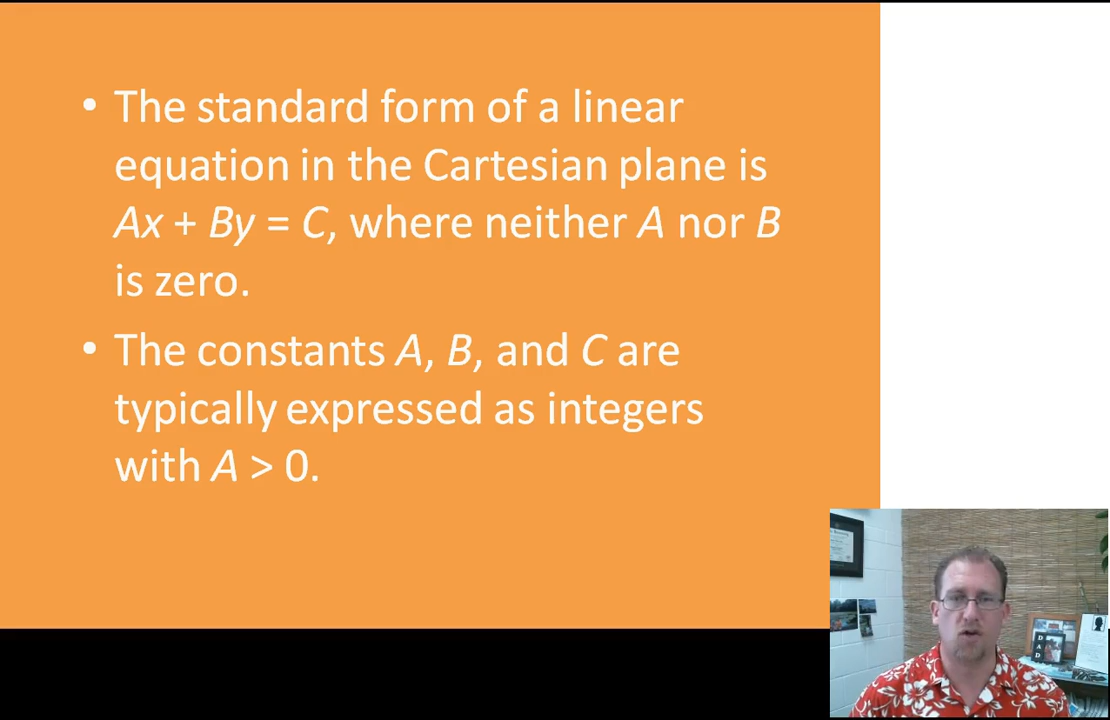 • The standard form of a linear
equation in the Cartesian plane is
Ax + By = C, where neither A nor B
is zero.
• The constants A, B, and C are
typically expressed as integers
with A > 0.
DAD